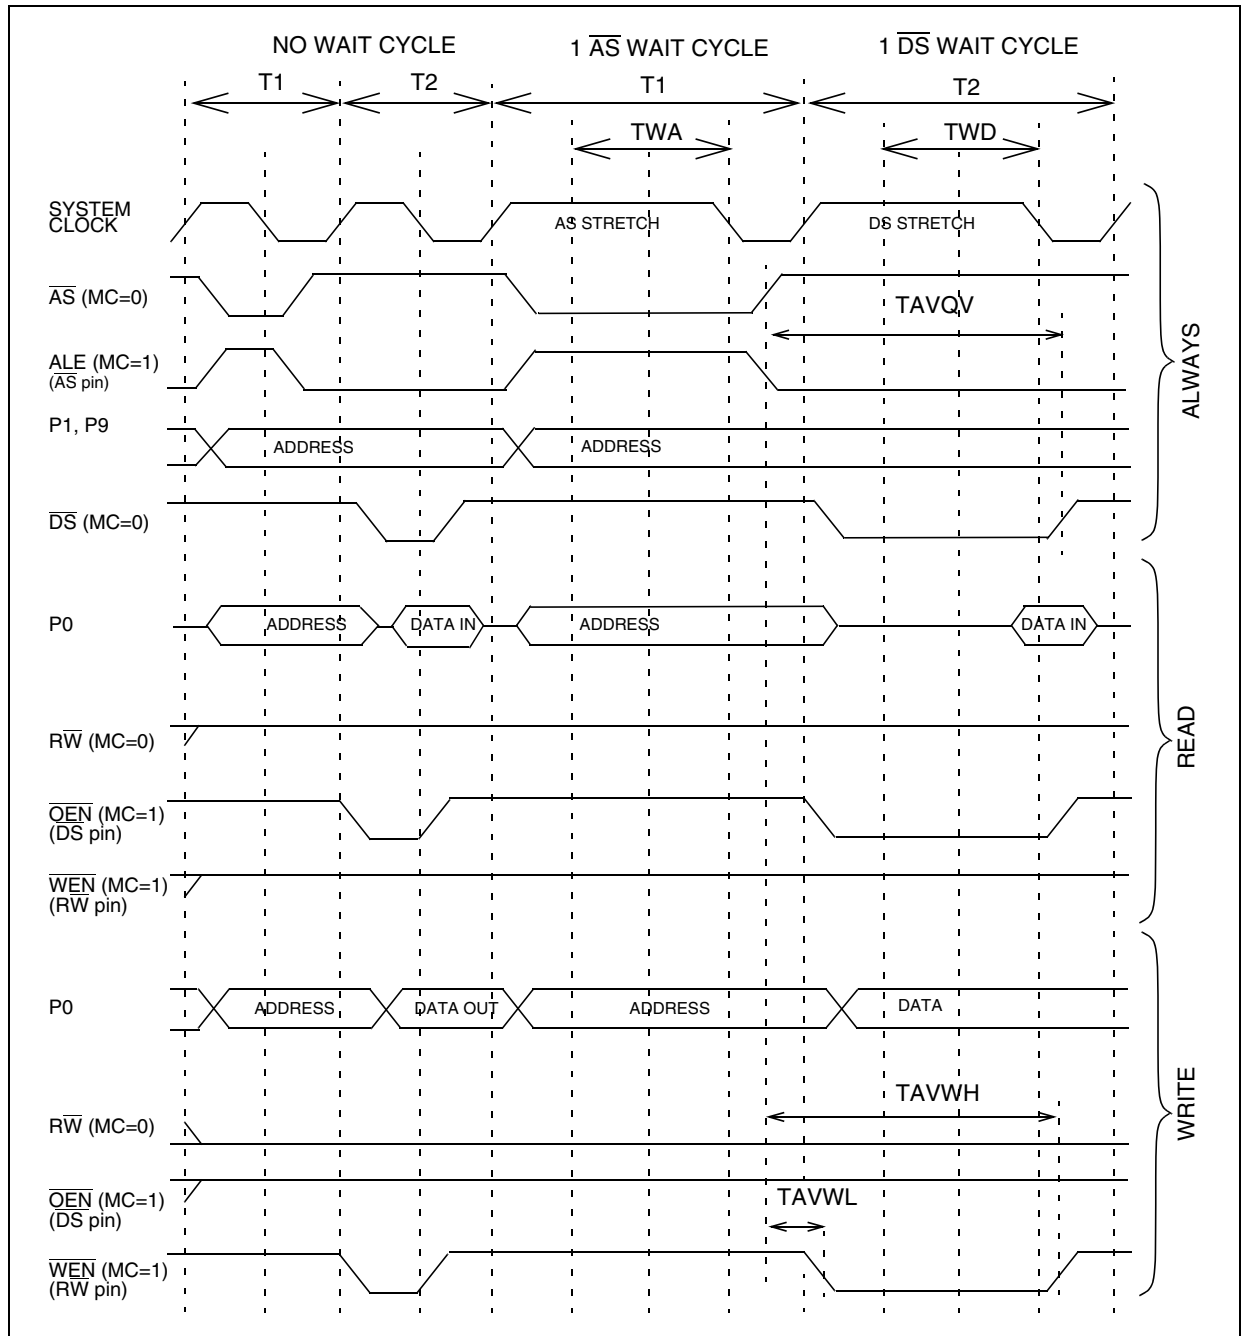 NO WAIT CYCLE
1 AS WAIT CYCLE
1 DS WAIT CYCLE
T1
T2
T1
T2
TWA
TWD
SYSTEM
CLOCK
AS STRETCH
DS STRETCH
AS (MC=0)
TAVQV
ALE (MC=1)
(AS pin)
P1, P9
ADDRESS
ADDRESS
DS (MC=0)
ALWAYS
P0
ADDRESS
DATA IN
ADDRESS
DATA IN
RW (MC=0)
OEN (MC=1)
(DS pin)
WEN (MC=1)
(RW pin)
READ
P0
ADDRESS
DATA OUT
ADDRESS
DATA
TAVWH
RW (MC=0)
OEN (MC=1)
(DS pin)
TAVWL
WEN (MC=1)
(RW pin)
WRITE